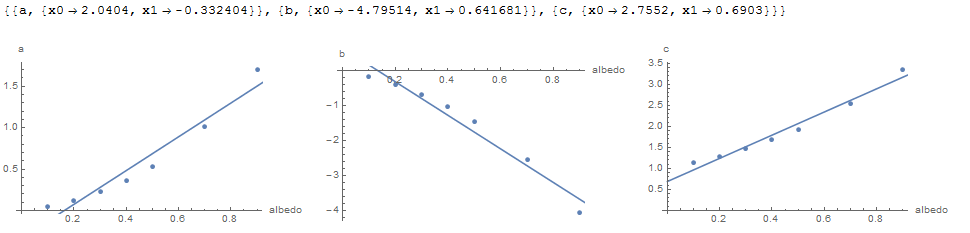 {{a, {x0→2.0404, x1→-0.332404}}, {b, {x0→-4.79514, x1→0.641681}}, {c, {x0→2.7552, x1→0.6903}}}
a
1.5
1.0
0.5
0.2 0.4 0.6 0.8
albedo
b
0.2 0.4 0.6 0.8
albedo
-1
-2
-3
-4
c
3.5
3.0
2.5
2.0
1.5
1.0
0.5
0.2 0.4 0.6 0.8
albedo